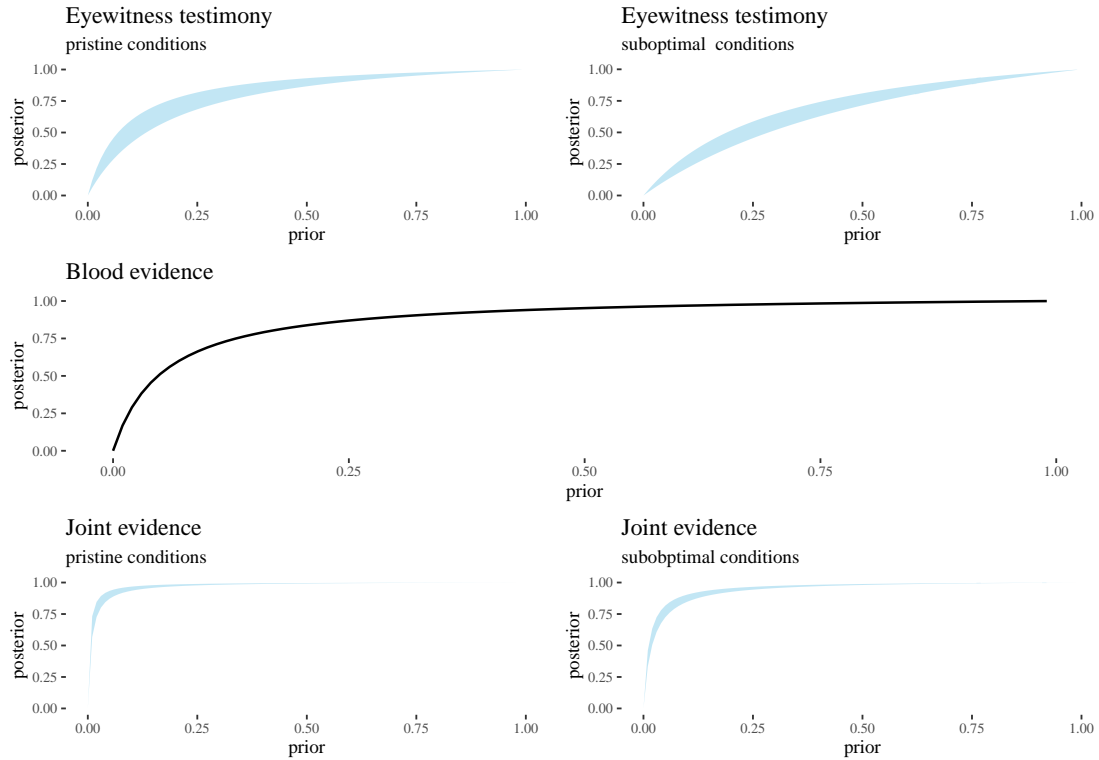 Eyewitness testimony
pristine conditions
1.00
0.75
0.50
0.25
0.00
posterior
0.00 0.25 0.50 0.75 1.00
prior
Eyewitness testimony
suboptimal  conditions
1.00
0.75
0.50
0.25
0.00
posterior
0.00 0.25 0.50 0.75 1.00
prior
Blood evidence
1.00
0.75
0.50
0.25
0.00
posterior
0.00 0.25 0.50 0.75 1.00
prior
Joint evidence
pristine conditions
1.00
0.75
0.50
0.25
0.00
posterior
0.00 0.25 0.50 0.75 1.00
prior
Joint evidence
subobptimal conditions
1.00
0.75
0.50
0.25
0.00
posterior
0.00 0.25 0.50 0.75 1.00
prior